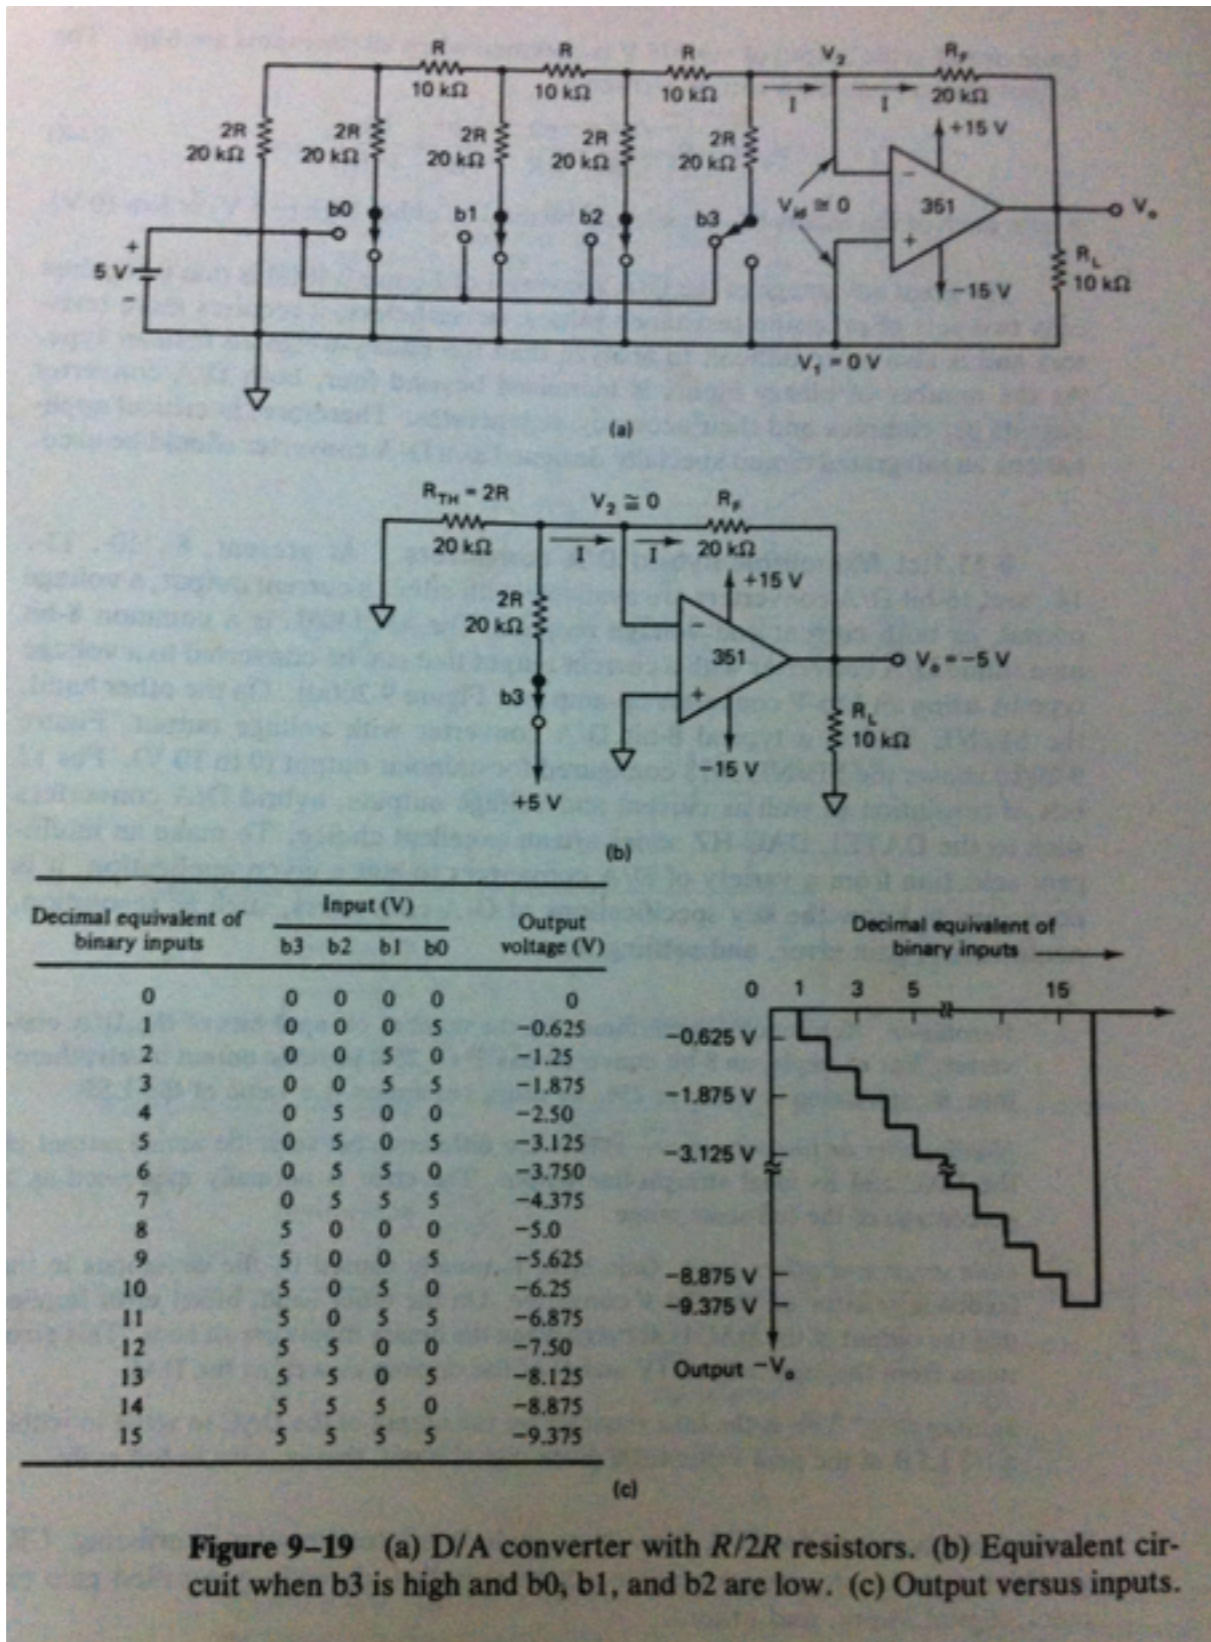 R R R V₂ R_F
10 kΩ 10 kΩ 10 kΩ I I 20 kΩ
2R 2R 2R 2R 2R +15 V
20 kΩ 20 kΩ 20 kΩ 20 kΩ 20 kΩ
b0 b1 b2 b3 V_id ≅ 0 − 351 V_o
+ +
5 V R_L
− −15 V 10 kΩ
V₁ = 0 V
(a)
R_TH = 2R V₂ ≅ 0 R_F
20 kΩ I I 20 kΩ
+15 V
2R
20 kΩ −
351 V_o = −5 V
b3 + R_L
10 kΩ
−15 V
+5 V
(b)
Decimal equivalent of binary inputs Input (V) Output voltage (V)
b3 b2 b1 b0
0 0 0 0 0 0
1 0 0 0 5 −0.625
2 0 0 5 0 −1.25
3 0 0 5 5 −1.875
4 0 5 0 0 −2.50
5 0 5 0 5 −3.125
6 0 5 5 0 −3.750
7 0 5 5 5 −4.375
8 5 0 0 0 −5.0
9 5 0 0 5 −5.625
10 5 0 5 0 −6.25
11 5 0 5 5 −6.875
12 5 5 0 0 −7.50
13 5 5 0 5 −8.125
14 5 5 5 0 −8.875
15 5 5 5 5 −9.375
Decimal equivalent of
binary inputs
0 1 3 5 15
−0.625 V
−1.875 V
−3.125 V
−8.875 V
−9.375 V
Output −V_o
(c)
Figure 9–19 (a) D/A converter with R/2R resistors. (b) Equivalent cir-
cuit when b3 is high and b0, b1, and b2 are low. (c) Output versus inputs.